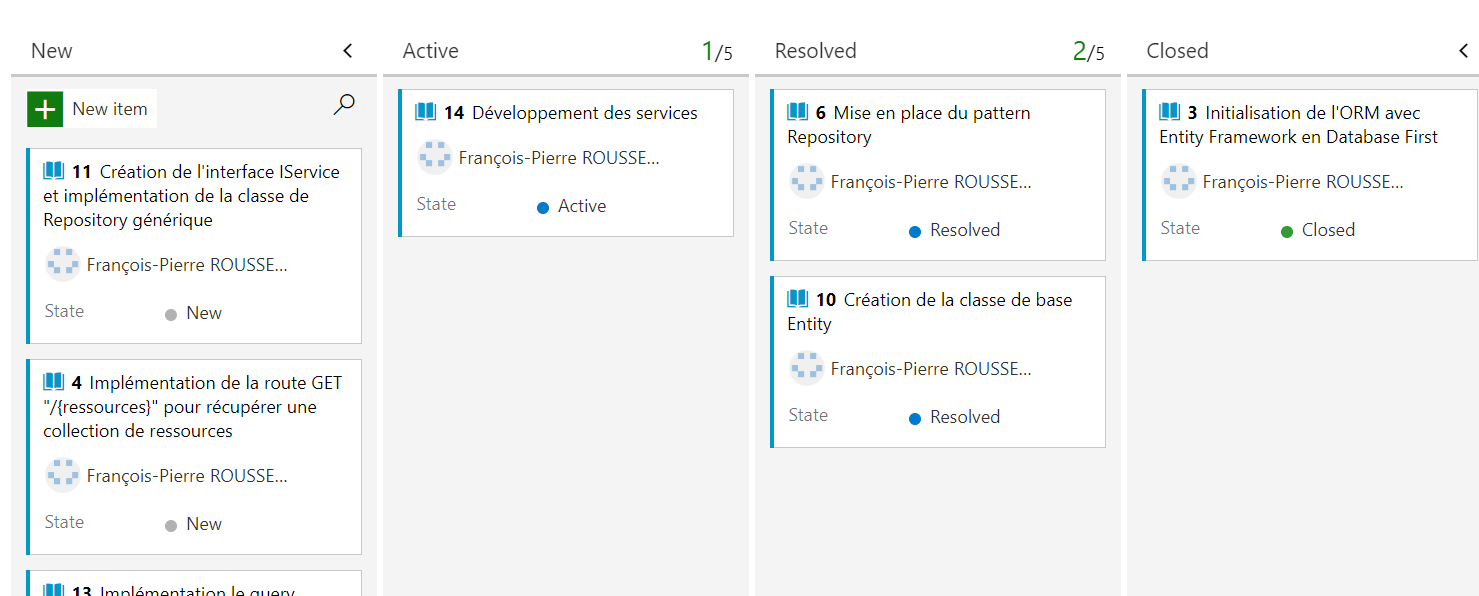 New
New item
11 Création de l'interface IService
et implémentation de la classe de
Repository générique
François-Pierre ROUSSE...
State
New
4 Implémentation de la route GET
"/{ressources}" pour récupérer une
collection de ressources
François-Pierre ROUSSE...
State
New
13 Implémentation le query
Active
1/5
14 Développement des services
François-Pierre ROUSSE...
State
Active
Resolved
2/5
6 Mise en place du pattern
Repository
François-Pierre ROUSSE...
State
Resolved
10 Création de la classe de base
Entity
François-Pierre ROUSSE...
State
Resolved
Closed
3 Initialisation de l'ORM avec
Entity Framework en Database First
François-Pierre ROUSSE...
State
Closed